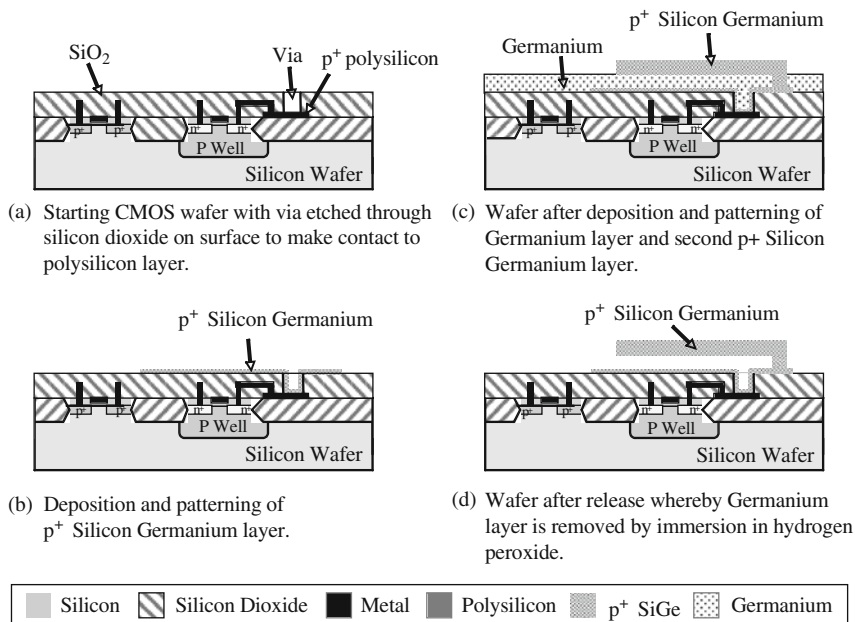 SiO2
Via
p+ polysilicon
p+ p+ n+ n+
P Well
Silicon Wafer
(a) Starting CMOS wafer with via etched through
silicon dioxide on surface to make contact to
polysilicon layer.
p+ Silicon Germanium
Germanium
p+ p+ n+ n+
P Well
Silicon Wafer
(c) Wafer after deposition and patterning of
Germanium layer and second p+ Silicon
Germanium layer.
p+ Silicon Germanium
p+ p+ n+ n+
P Well
Silicon Wafer
(b) Deposition and patterning of
p+ Silicon Germanium layer.
p+ Silicon Germanium
p+ p+ n+ n+
P Well
Silicon Wafer
(d) Wafer after release whereby Germanium
layer is removed by immersion in hydrogen
peroxide.
Silicon Silicon Dioxide Metal Polysilicon p+ SiGe Germanium